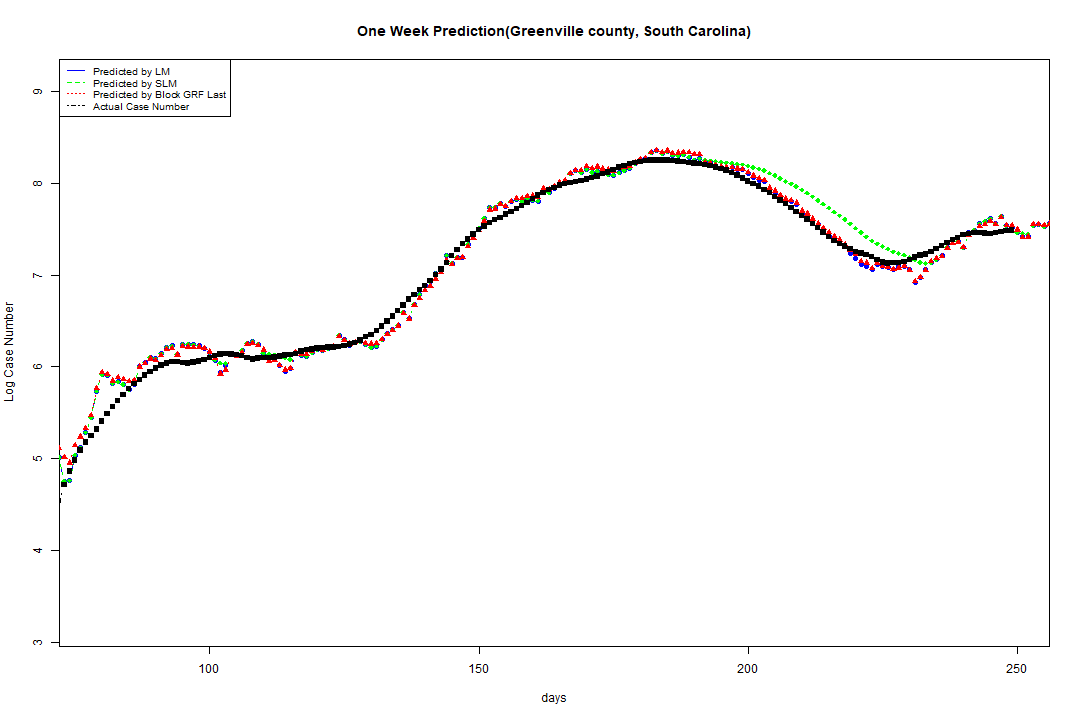 One Week Prediction(Greenville county, South Carolina)
Predicted by LM
Predicted by SLM
Predicted by Block GRF Last
Actual Case Number
9
8
7
6
5
4
3
Log Case Number
100 150 200 250
days